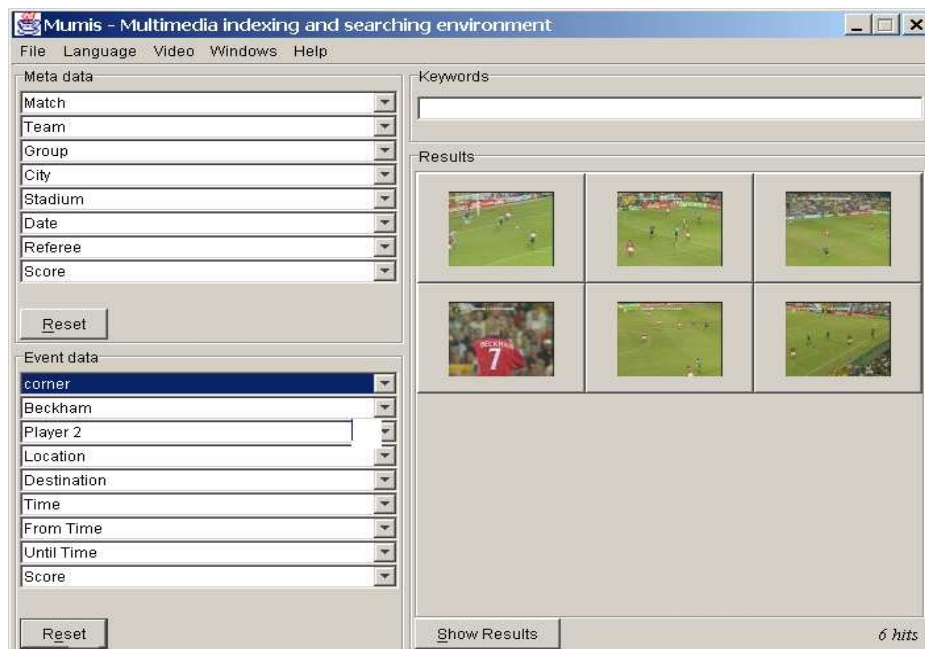 Mumis - Multimedia indexing and searching environment
File Language Video Windows Help
Meta data
Match
Team
Group
City
Stadium
Date
Referee
Score
Reset
Event data
corner
Beckham
Player 2
Location
Destination
Time
From Time
Until Time
Score
Reset
Keywords
Results
BECKHAM
7
Show Results
6 hits